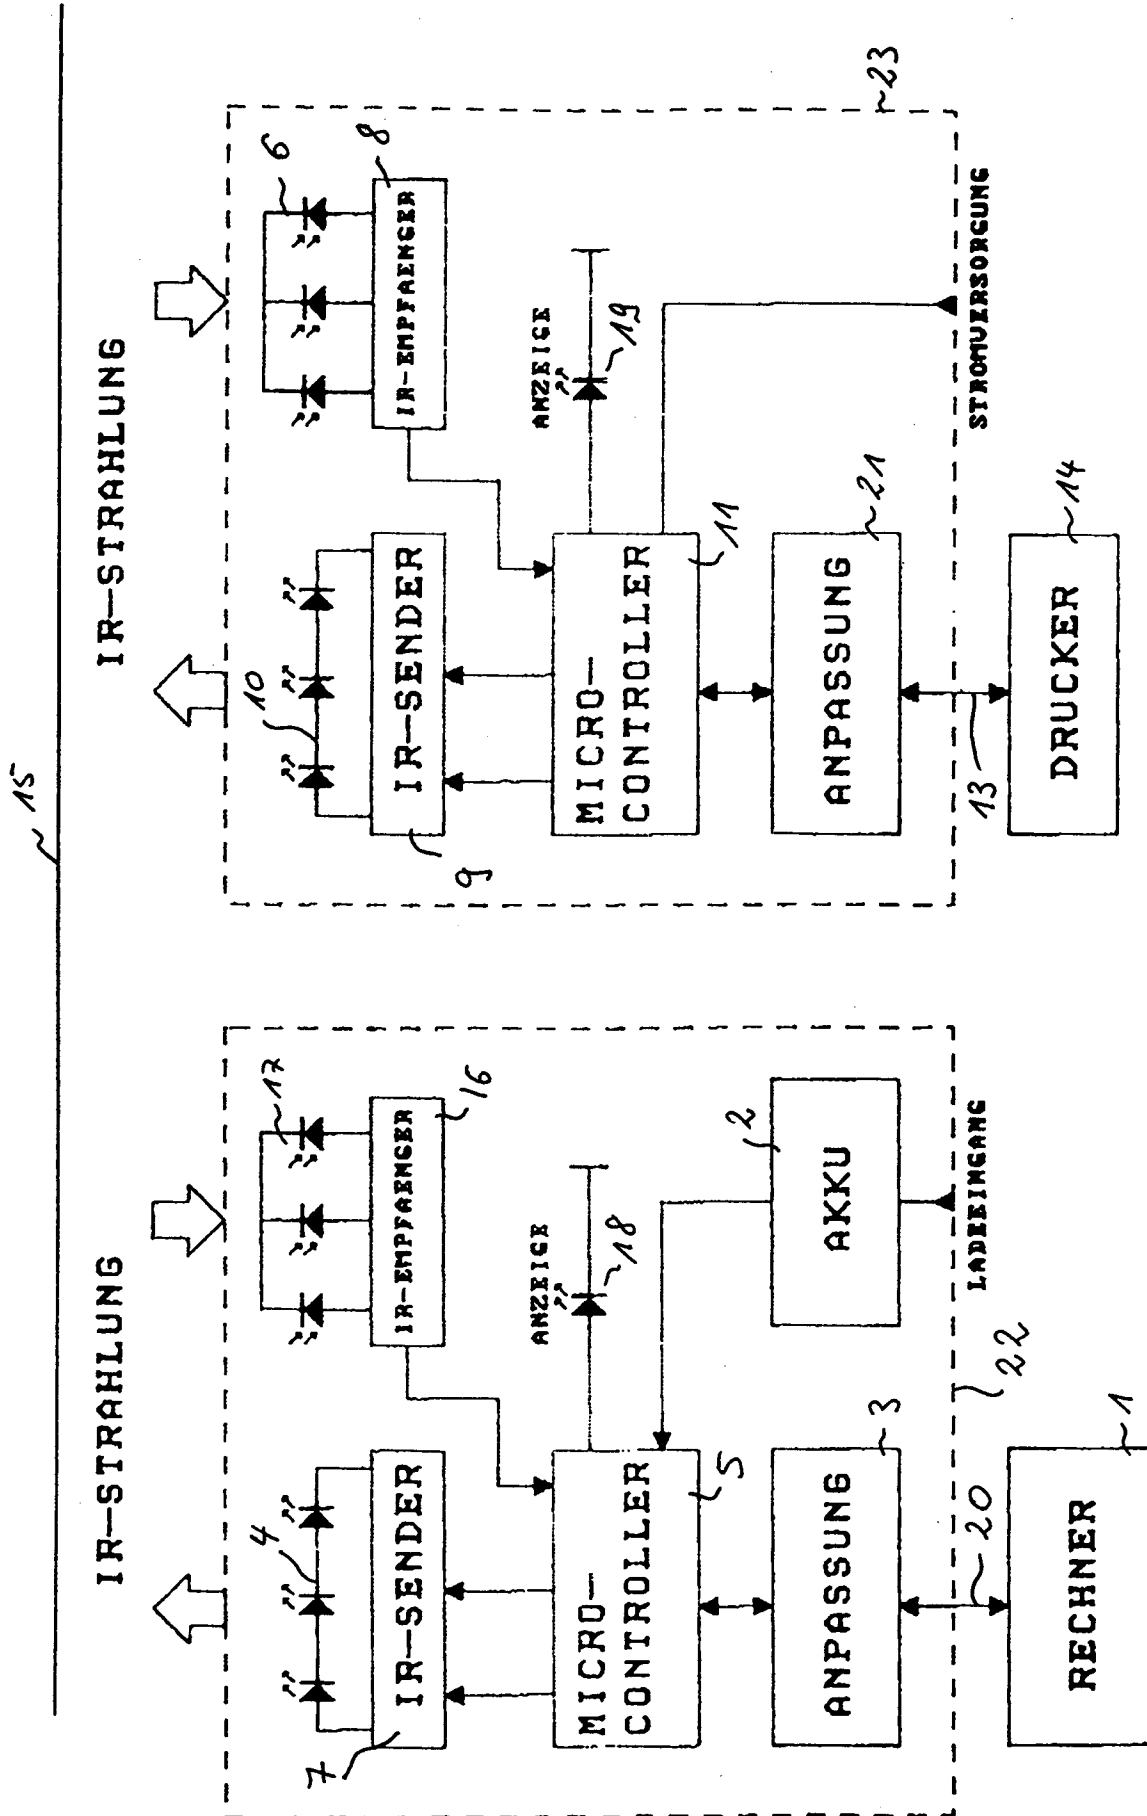 15
IR-STRAHLUNG
IR-STRAHLUNG
4
17
10
6
7
IR-SENDER
IR-EMPFAENGER
16
9
IR-SENDER
IR-EMPFAENGER
8
MICRO-
CONTROLLER
5
ANZEIGE
18
MICRO-
CONTROLLER
11
ANZEIGE
19
ANPASSUNG
3
AKKU
2
ANPASSUNG
21
20
22
LADEEINGANG
13
STROMVERSORGUNG
23
RECHNER
1
DRUCKER
14